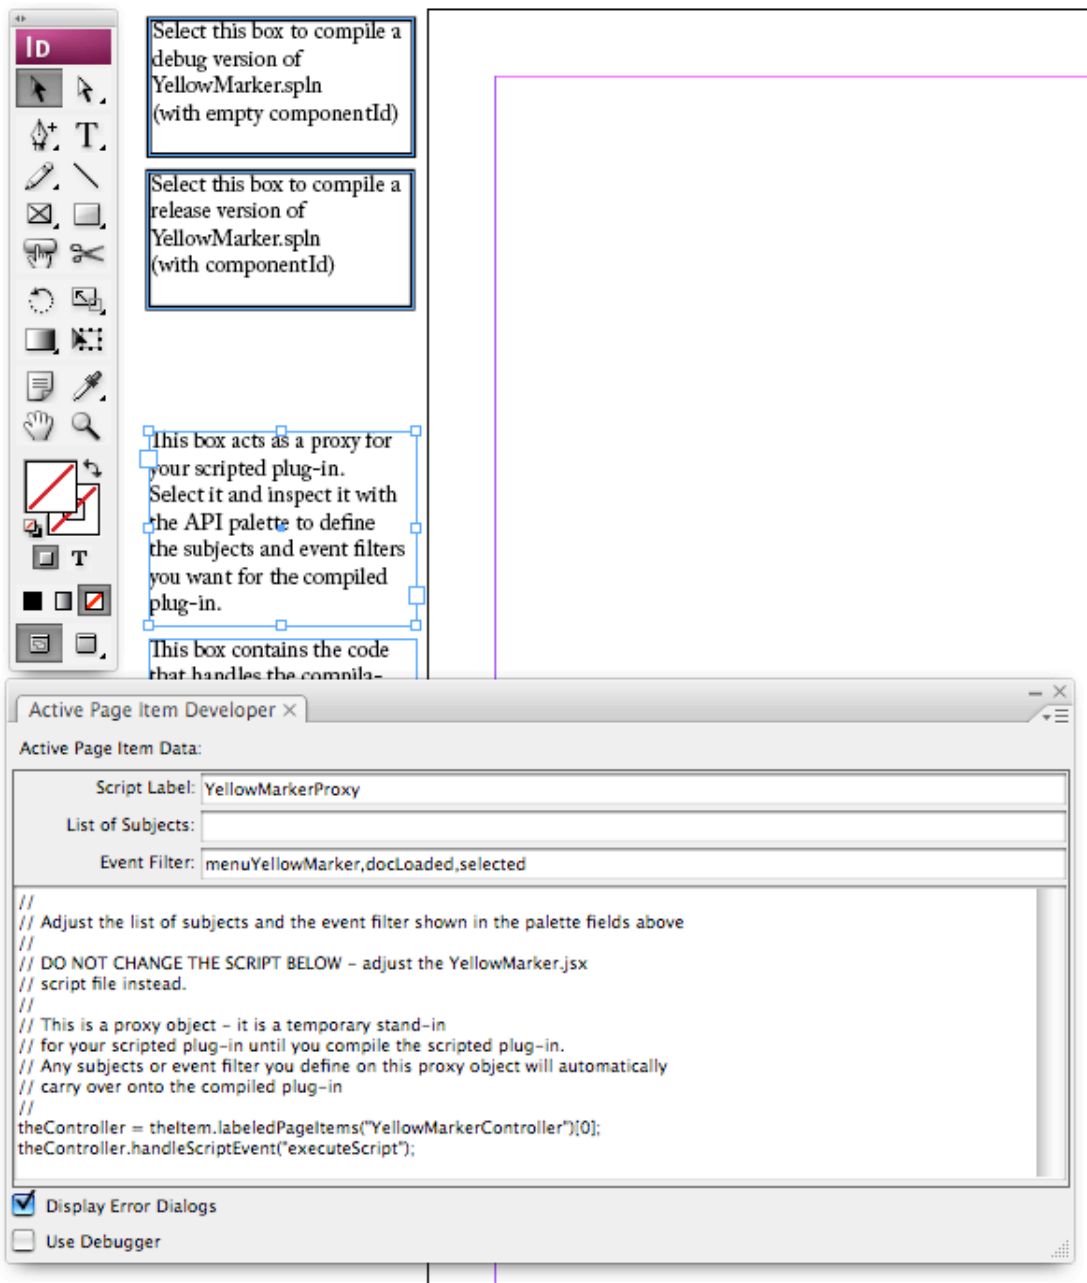 ID
Select this box to compile a
debug version of
YellowMarker.spln
(with empty componentId)
Select this box to compile a
release version of
YellowMarker.spln
(with componentId)
This box acts as a proxy for
your scripted plug-in.
Select it and inspect it with
the API palette to define
the subjects and event filters
you want for the compiled
plug-in.
This box contains the code
that handles the compila-
T
T
Active Page Item Developer
Active Page Item Data:
Script Label: YellowMarkerProxy
List of Subjects:
Event Filter: menuYellowMarker,docLoaded,selected
//
// Adjust the list of subjects and the event filter shown in the palette fields above
//
// DO NOT CHANGE THE SCRIPT BELOW – adjust the YellowMarker.jsx
// script file instead.
//
// This is a proxy object – it is a temporary stand-in
// for your scripted plug-in until you compile the scripted plug-in.
// Any subjects or event filter you define on this proxy object will automatically
// carry over onto the compiled plug-in
//
theController = theItem.labeledPageItems("YellowMarkerController")[0];
theController.handleScriptEvent("executeScript");
Display Error Dialogs
Use Debugger